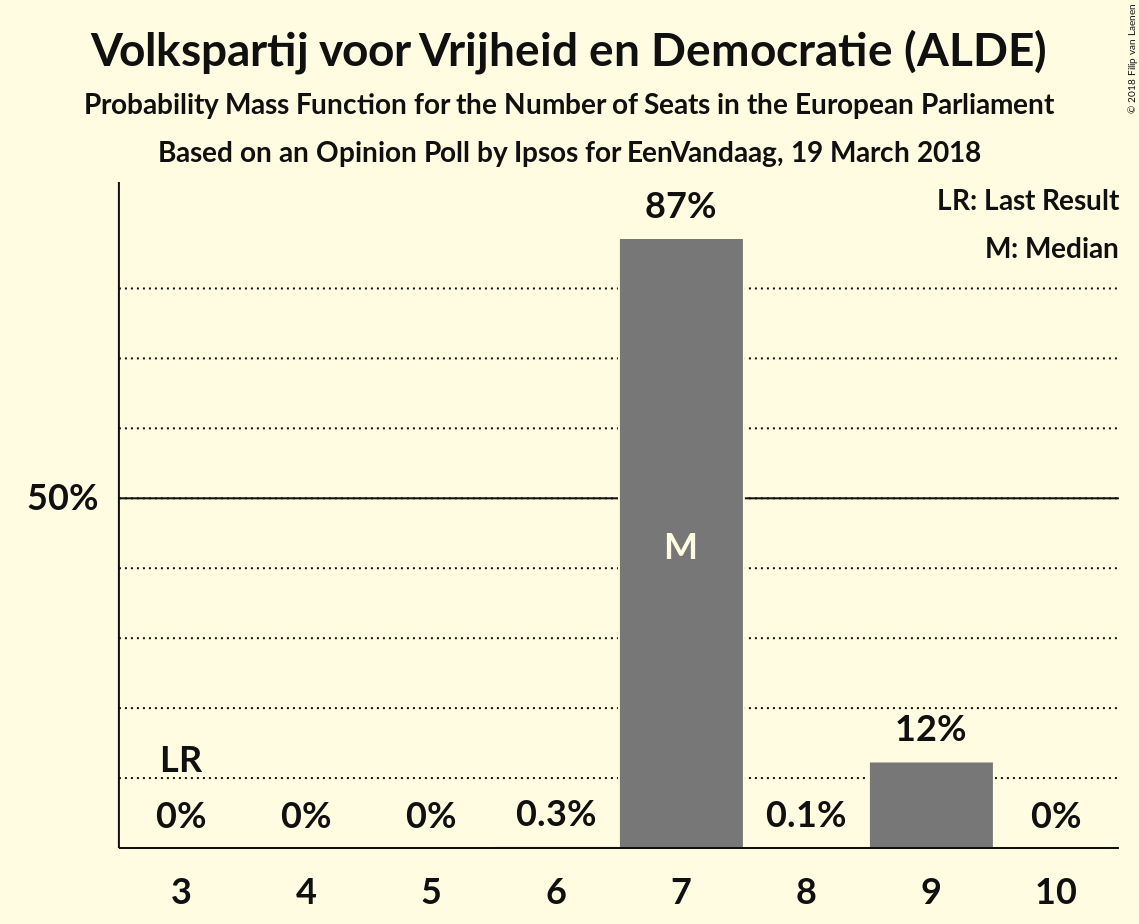 Volkspartij voor Vrijheid en Democratie (ALDE)
Probability Mass Function for the Number of Seats in the European Parliament
Based on an Opinion Poll by Ipsos for EenVandaag, 19 March 2018
© 2018 Filip van Laenen
LR: Last Result
M: Median
87%
50%
M
12%
LR
0% 0% 0% 0.3% 0.1% 0%
3 4 5 6 7 8 9 10